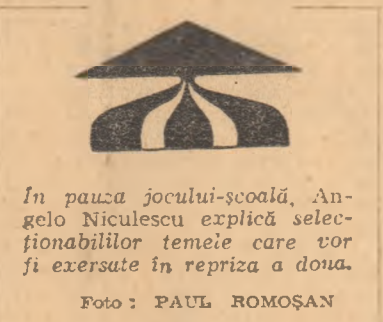 În pauza jocului-școală, An-
gelo Niculescu explică selec-
ționabililor temele care vor
fi exersate în repriza a doua.
Foto : PAUL ROMOȘAN